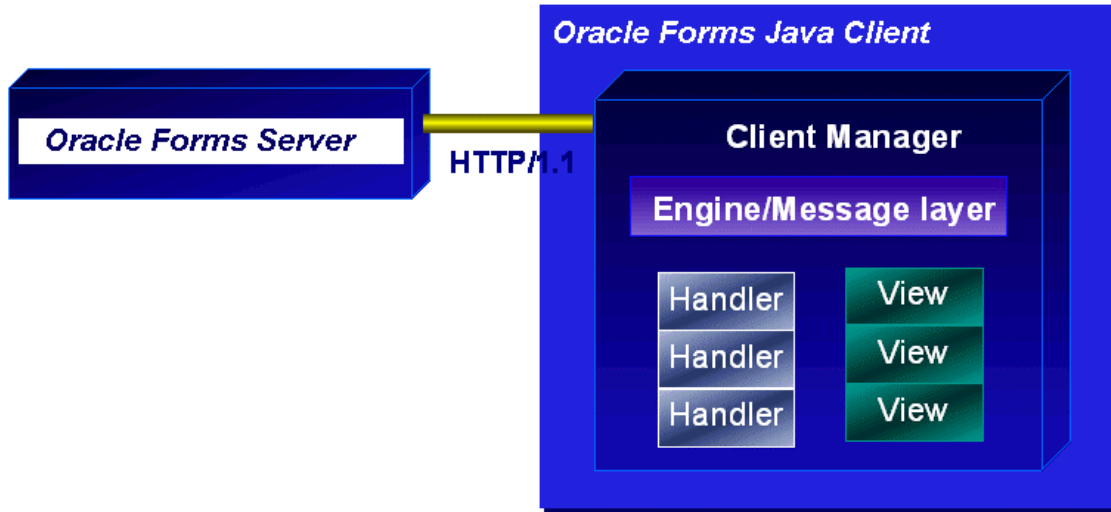 Oracle Forms Java Client
Oracle Forms Server
HTTP/1.1
Client Manager
Engine/Message layer
Handler
View
Handler
View
Handler
View